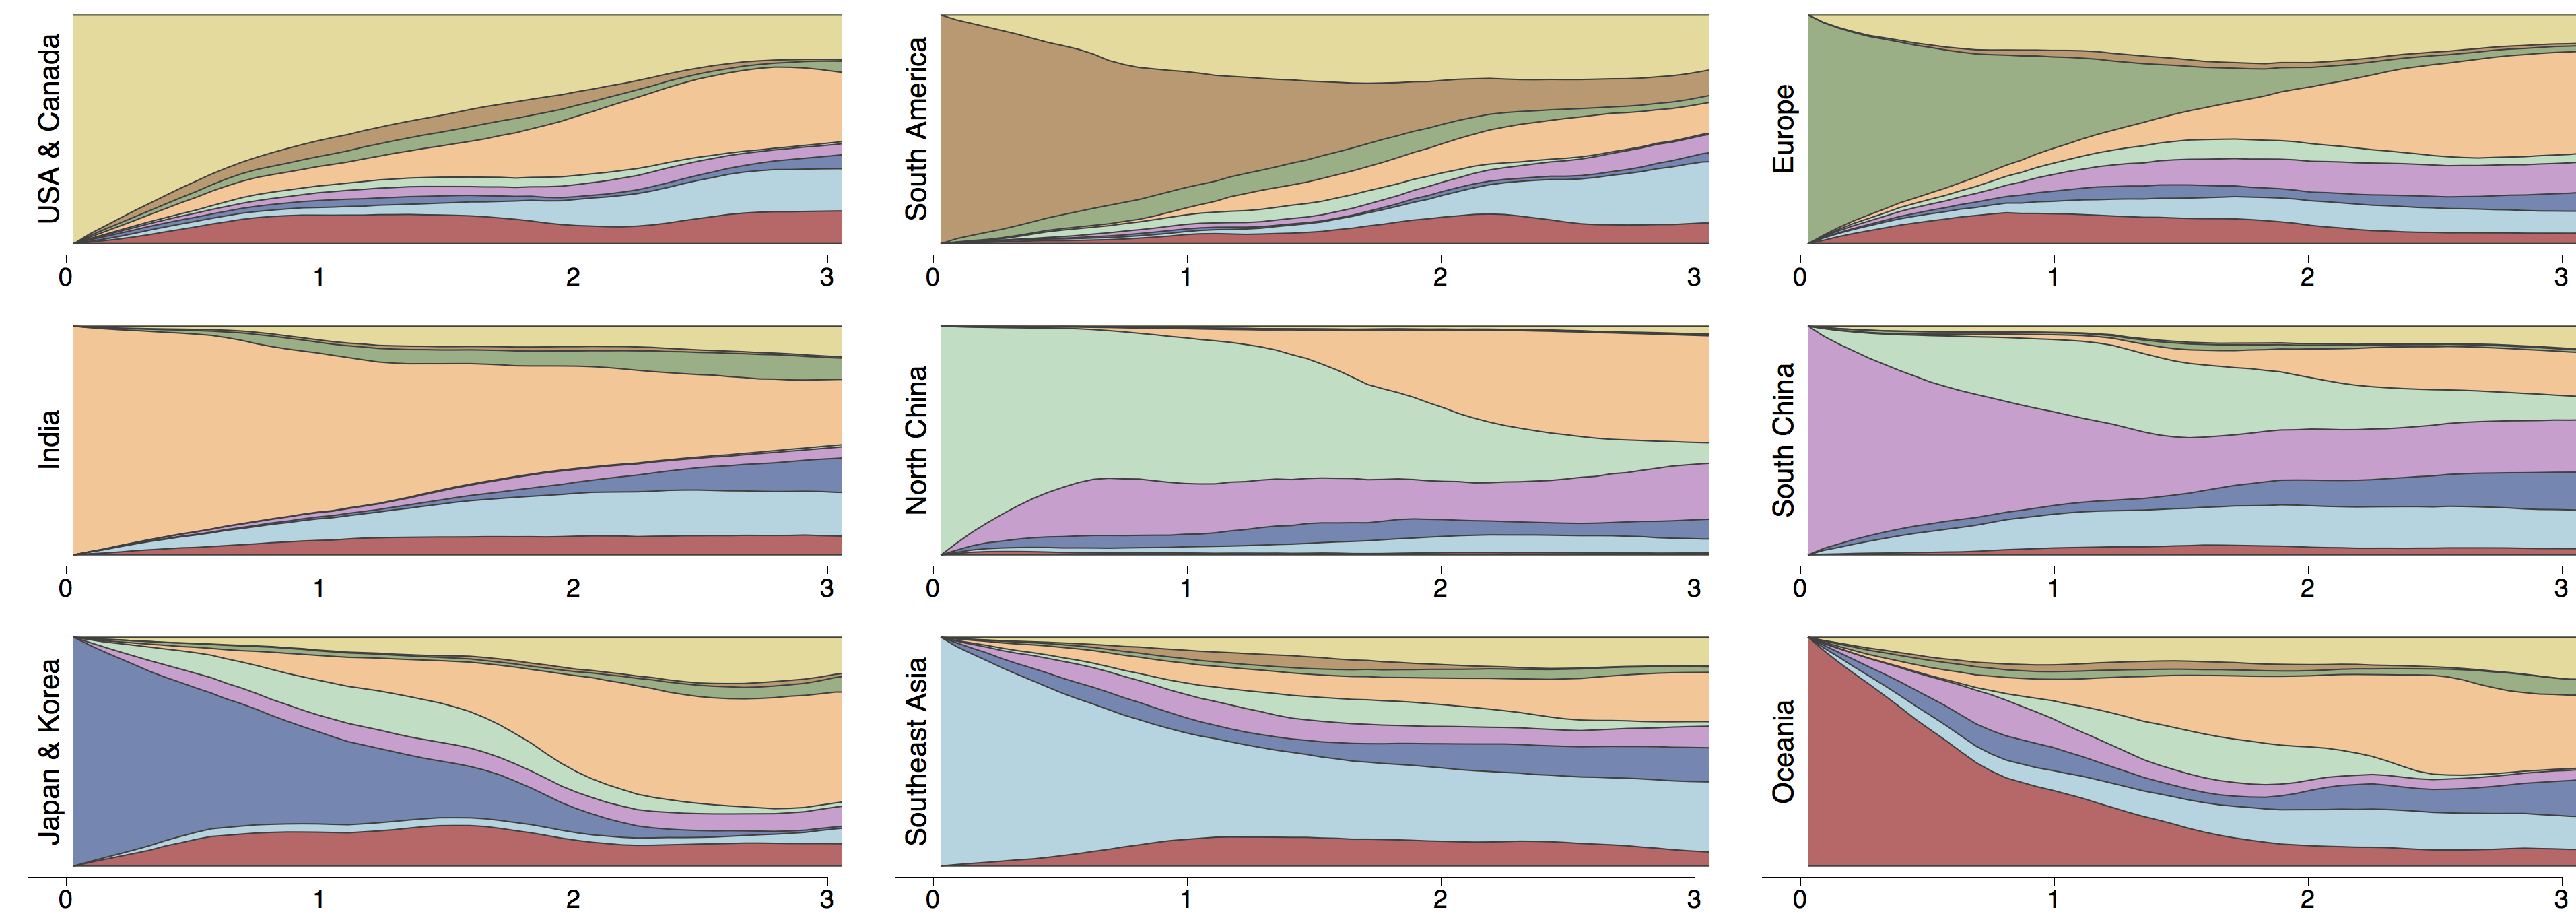 USA & Canada
0 1 2 3
South America
0 1 2 3
Europe
0 1 2 3
India
0 1 2 3
North China
0 1 2 3
South China
0 1 2 3
Japan & Korea
0 1 2 3
Southeast Asia
0 1 2 3
Oceania
0 1 2 3